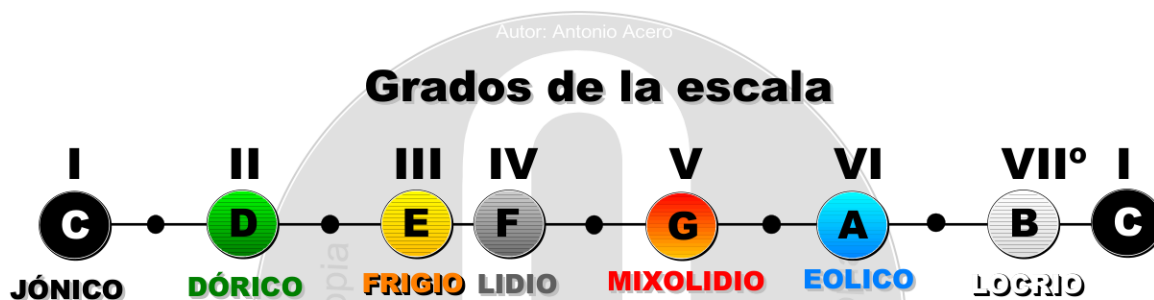 Autor: Antonio Acero
Grados de la escala
I II III IV V VI VIIº I
C D E F G A B C
JÓNICO DÓRICO FRIGIO LIDIO MIXOLIDIO EOLICO LOCRIO